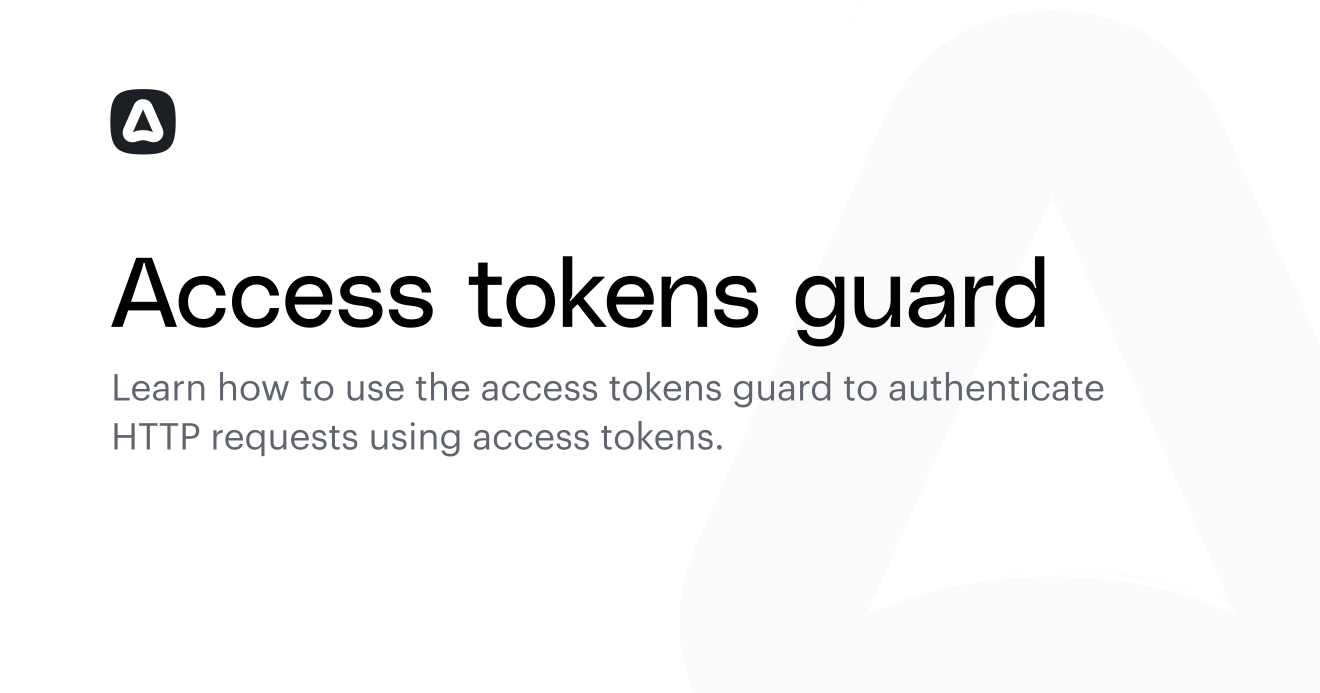 Access tokens guard
Learn how to use the access tokens guard to authenticate
HTTP requests using access tokens.